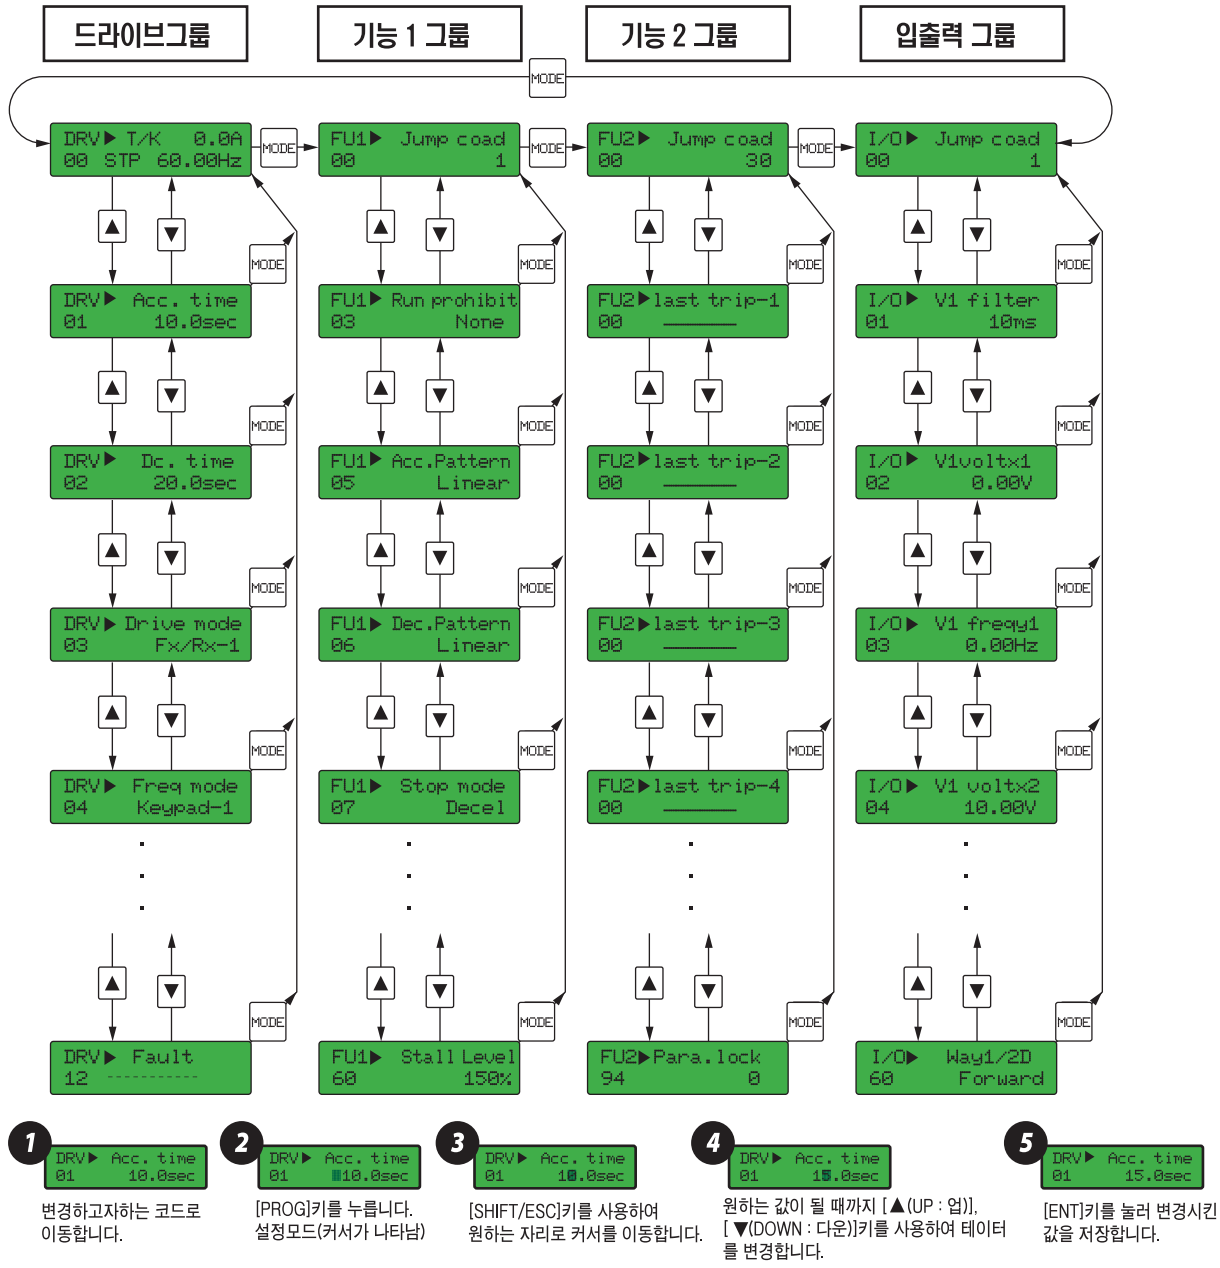 드라이브그룹
기능 1 그룹
기능 2 그룹
입출력 그룹
MODE
DRV▶ T/K 0.0A
00 STP 60.00Hz
MODE
FU1▶ Jump coad
00 1
MODE
FU2▶ Jump coad
00 30
MODE
I/O▶ Jump coad
00 1
▲ ▼ ▲ ▼ ▲ ▼ ▲ ▼
MODE MODE MODE MODE
DRV▶ Acc. time
01 10.0sec
FU1▶ Run prohibit
03 None
FU2▶last trip-1
00 ______
I/O▶ V1 filter
01 10ms
▲ ▼ ▲ ▼ ▲ ▼ ▲ ▼
MODE MODE MODE MODE
DRV▶ Dc. time
02 20.0sec
FU1▶ Acc.Pattern
05 Linear
FU2▶last trip-2
00 ______
I/O▶ V1voltx1
02 0.00V
▲ ▼ ▲ ▼ ▲ ▼ ▲ ▼
MODE MODE MODE MODE
DRV▶ Drive mode
03 Fx/Rx-1
FU1▶ Dec.Pattern
06 Linear
FU2▶last trip-3
00 ______
I/O▶ V1 freqy1
03 0.00Hz
▲ ▼ ▲ ▼ ▲ ▼ ▲ ▼
MODE MODE MODE MODE
DRV▶ Freq mode
04 Keypad-1
FU1▶ Stop mode
07 Decel
FU2▶last trip-4
00 ______
I/O▶ V1 voltx2
04 10.00V
▲ ▼ ▲ ▼ ▲ ▼ ▲ ▼
MODE MODE MODE MODE
DRV▶ Fault
12 -----------
FU1▶ Stall Level
60 150%
FU2▶Para.lock
94 0
I/O▶ Way1/2D
60 Forward
1
DRV▶ Acc. time
01 10.0sec
변경하고자하는 코드로
이동합니다.
2
DRV▶ Acc. time
01 10.0sec
[PROG]키를 누릅니다.
설정모드(커서가 나타남)
3
DRV▶ Acc. time
01 10.0sec
[SHIFT/ESC]키를 사용하여
원하는 자리로 커서를 이동합니다.
4
DRV▶ Acc. time
01 15.0sec
원하는 값이 될 때까지 [▲(UP : 업)],
[▼(DOWN : 다운)]키를 사용하여 테이터
를 변경합니다.
5
DRV▶ Acc. time
01 15.0sec
[ENT]키를 눌러 변경시킨
값을 저장합니다.